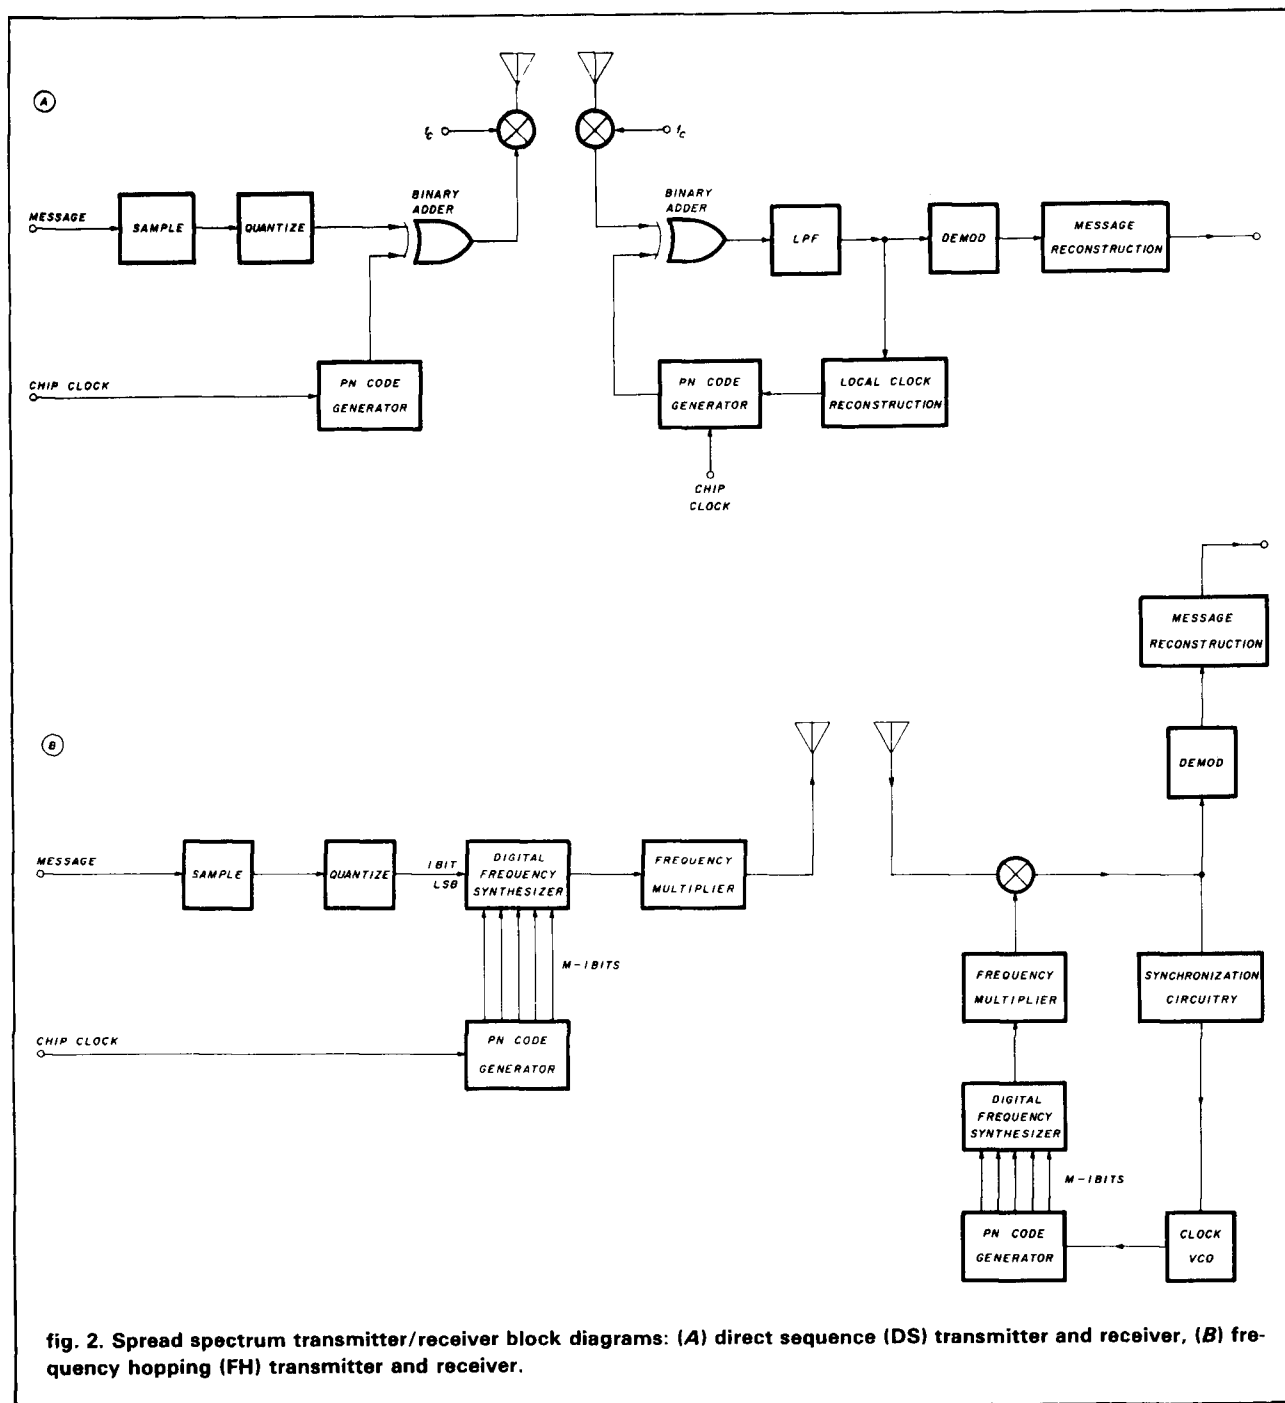 A
fc
fc
MESSAGE
SAMPLE
QUANTIZE
BINARY
ADDER
BINARY
ADDER
LPF
DEMOD
MESSAGE
RECONSTRUCTION
CHIP CLOCK
PN CODE
GENERATOR
PN CODE
GENERATOR
LOCAL CLOCK
RECONSTRUCTION
CHIP
CLOCK
B
MESSAGE
RECONSTRUCTION
DEMOD
MESSAGE
SAMPLE
QUANTIZE
1 BIT
LSB
DIGITAL
FREQUENCY
SYNTHESIZER
FREQUENCY
MULTIPLIER
M-1 BITS
CHIP CLOCK
PN CODE
GENERATOR
FREQUENCY
MULTIPLIER
SYNCHRONIZATION
CIRCUITRY
DIGITAL
FREQUENCY
SYNTHESIZER
M-1 BITS
PN CODE
GENERATOR
CLOCK
VCO
fig. 2. Spread spectrum transmitter/receiver block diagrams: (A) direct sequence (DS) transmitter and receiver, (B) fre-
quency hopping (FH) transmitter and receiver.